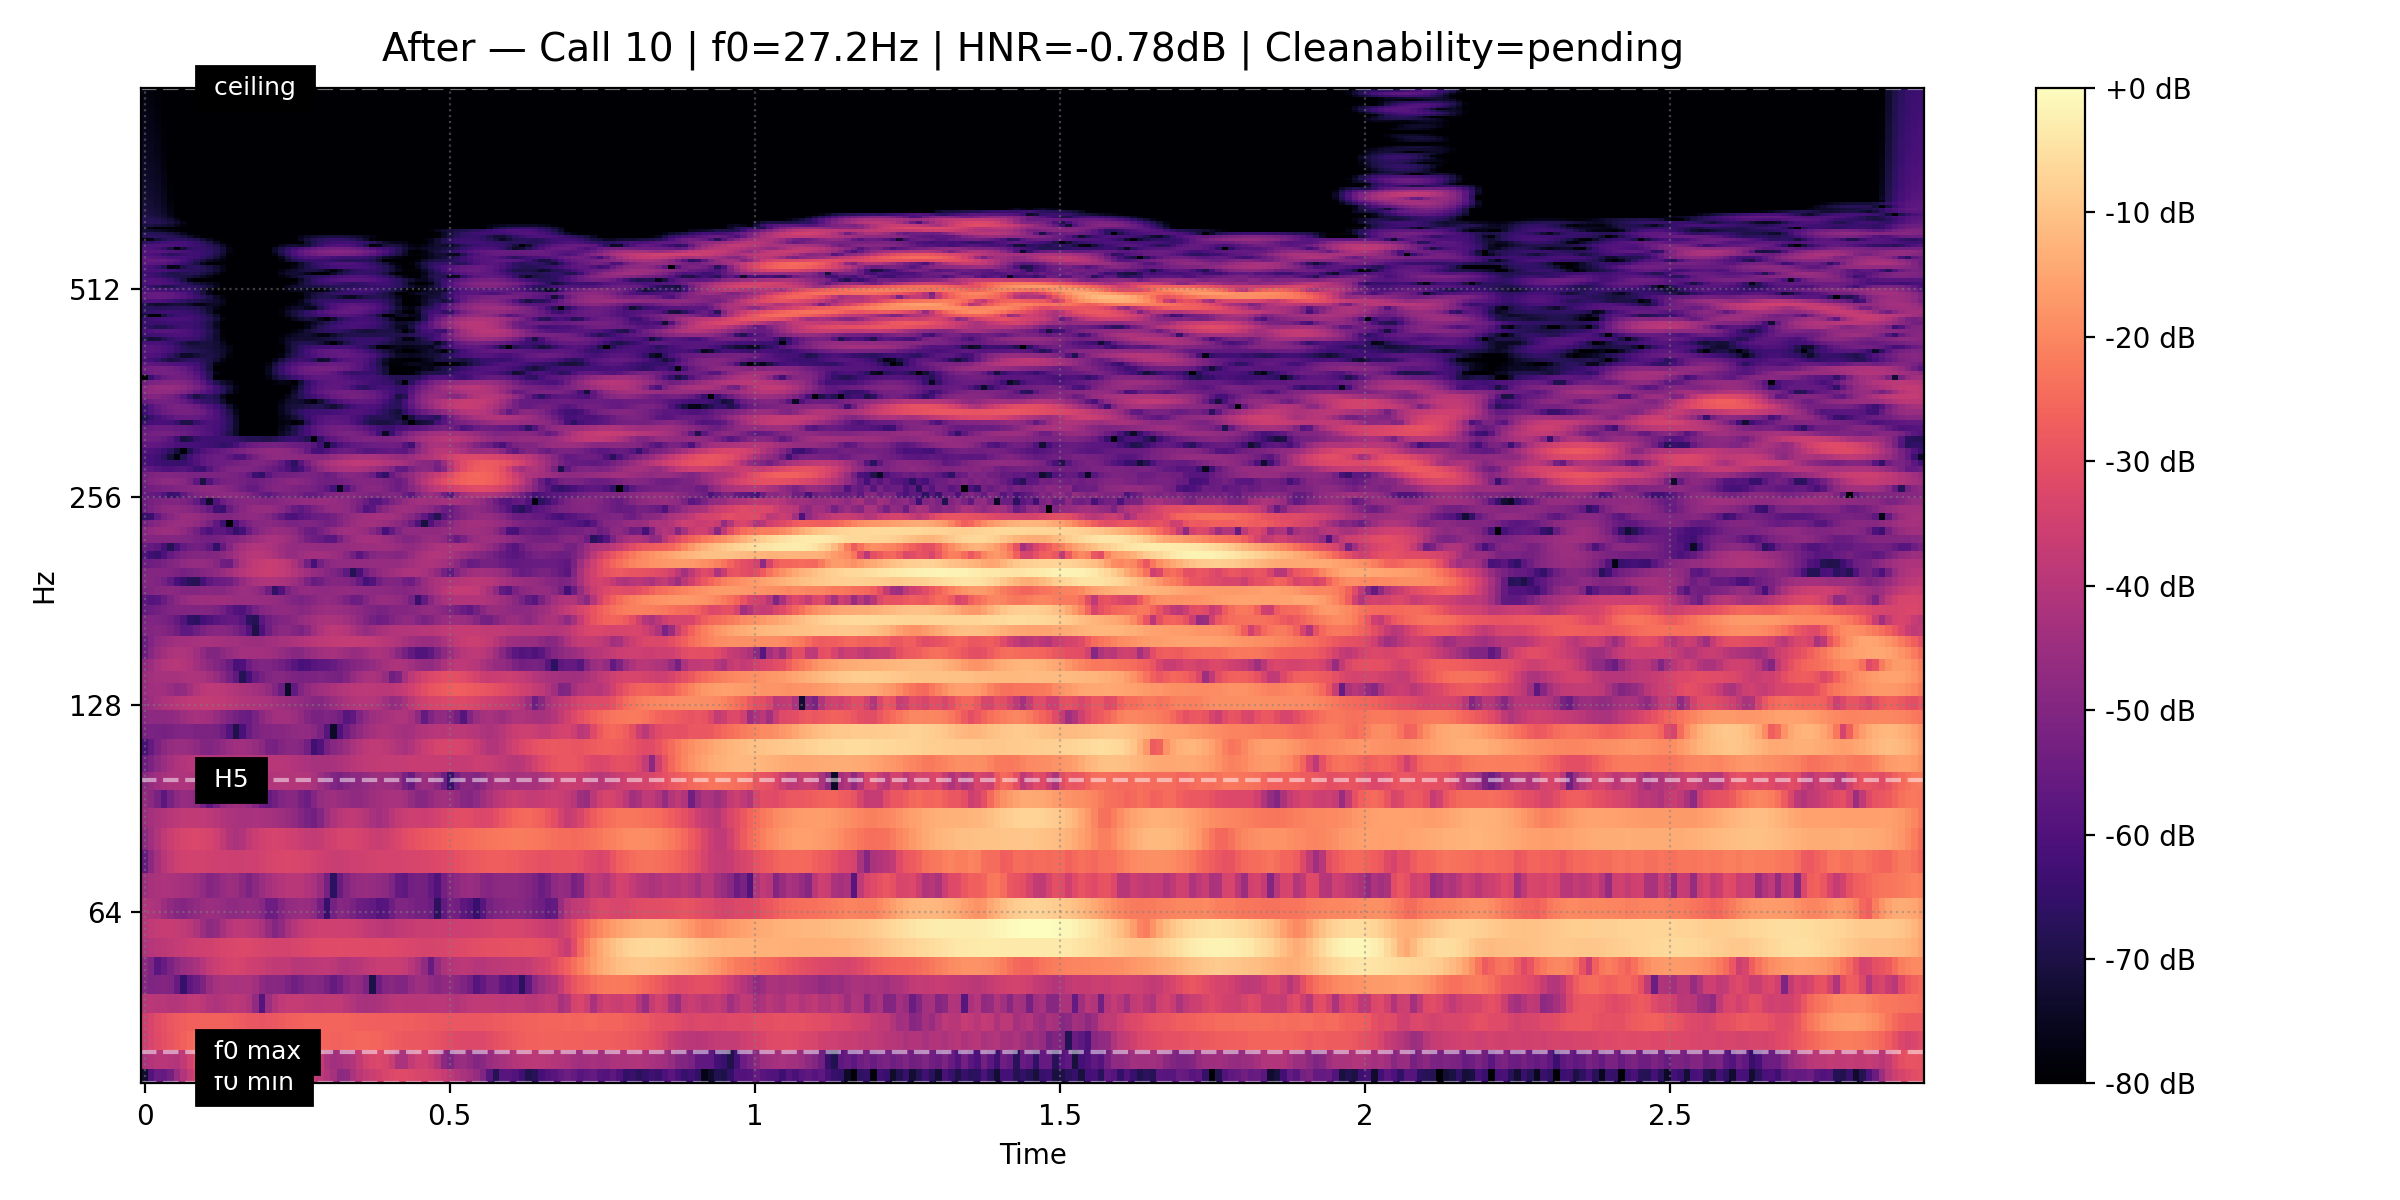 After — Call 10 | f0=27.2Hz | HNR=-0.78dB | Cleanability=pending
ceiling
+0 dB
-10 dB
-20 dB
-30 dB
-40 dB
-50 dB
-60 dB
-70 dB
-80 dB
512
256
128
64
Hz
H5
f0 max
f0 min
0
0.5
1
1.5
2
2.5
Time